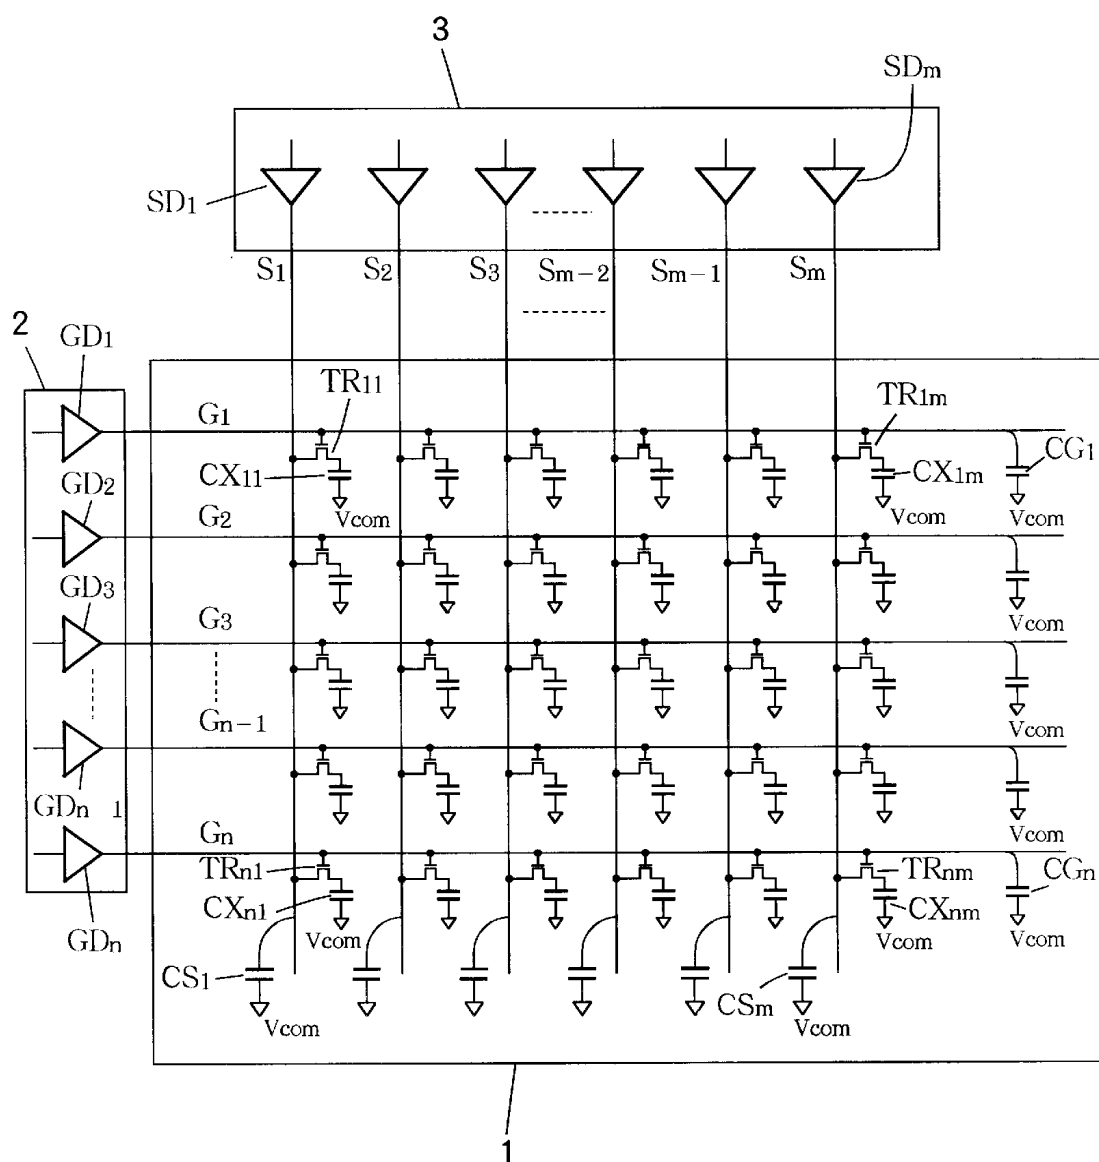 3
SDm
SD1
S1 S2 S3 Sm-2 Sm-1 Sm
2
GD1
G1
TR11
TR1m
CX11
CX1m
CG1
Vcom
Vcom
Vcom
GD2
G2
Vcom
GD3
G3
Vcom
Gn-1
GDn 1
Vcom
Gn
TRn1
TRnm
CGn
CXn1
CXnm
GDn
Vcom
Vcom
Vcom
CS1
CSm
Vcom
Vcom
1